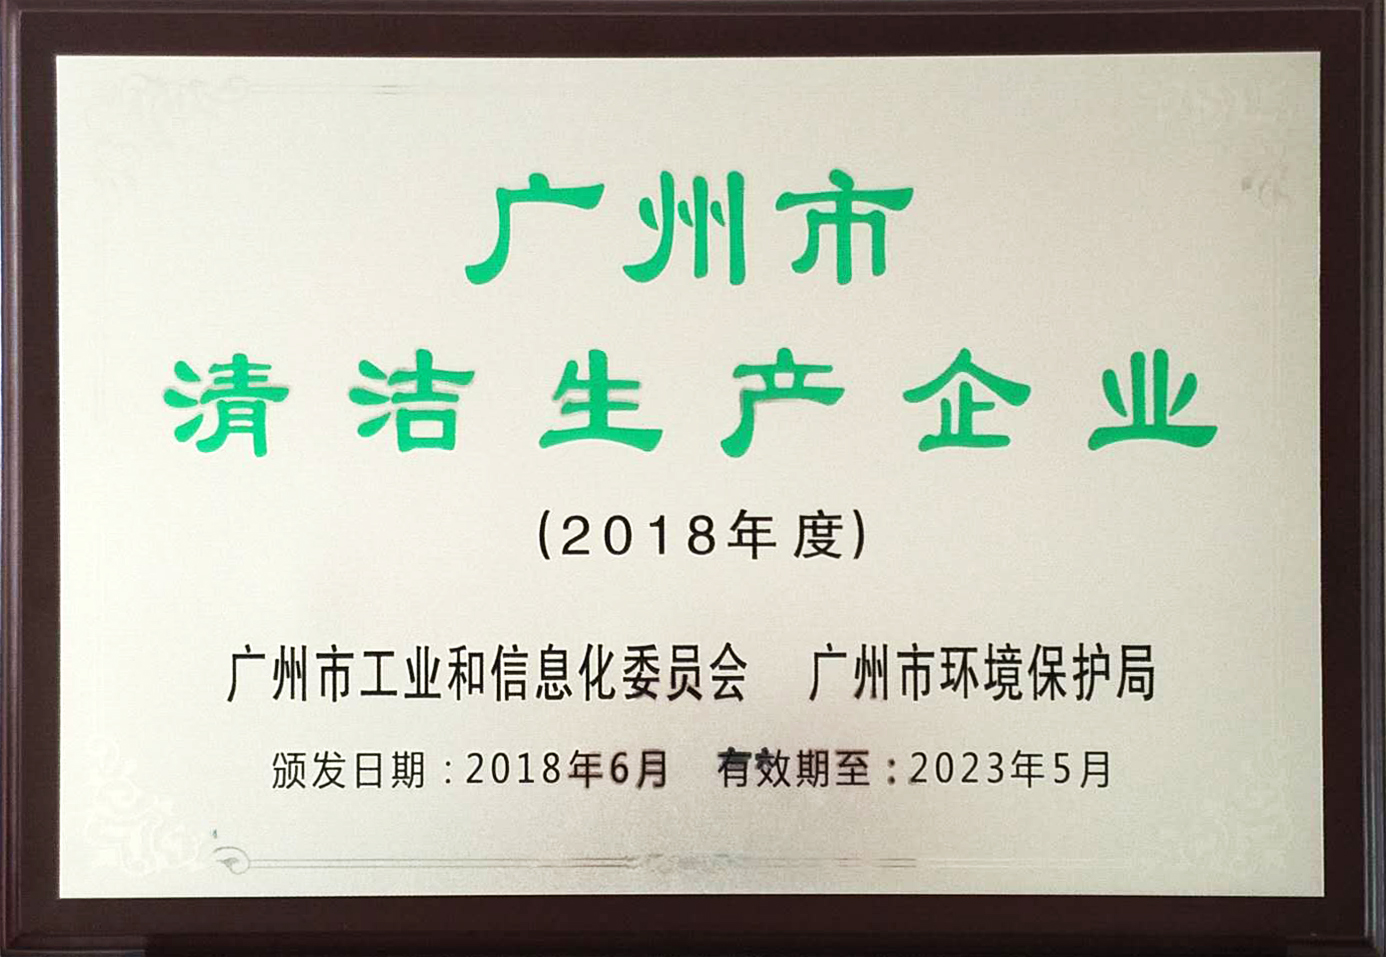 广州市
清洁生产企业
(2018年度)
广州市工业和信息化委员会 广州市环境保护局
颁发日期:2018年6月 有效期至:2023年5月